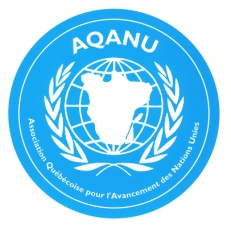 AQANU
Association Québécoise pour l'Avancement des Nations Unies